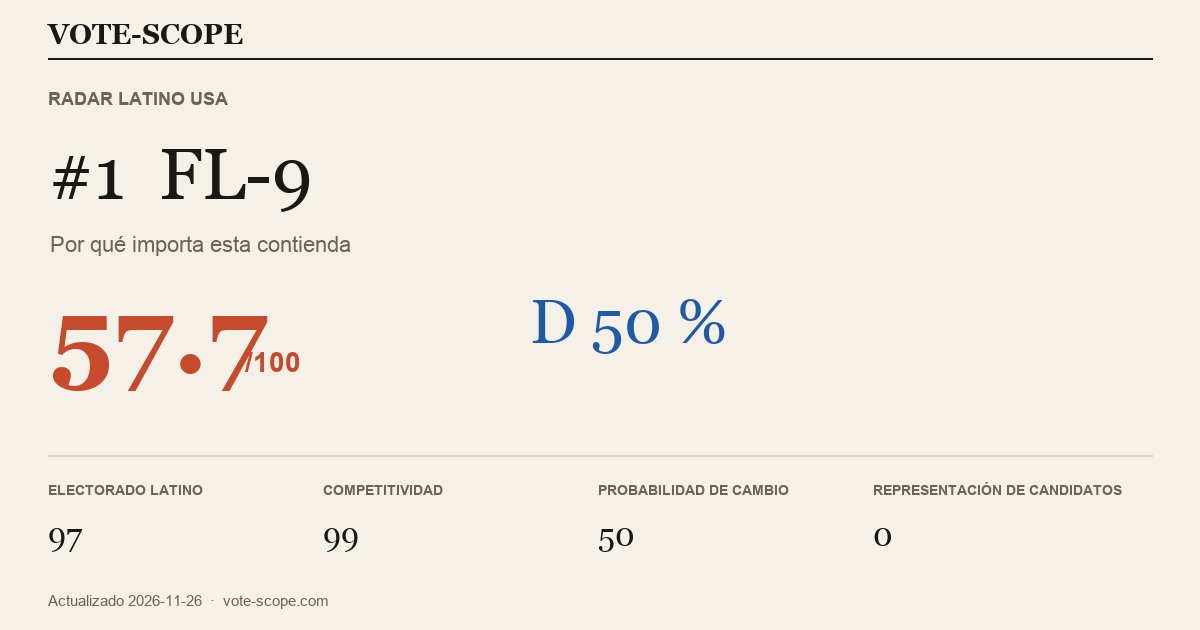 VOTE-SCOPE
RADAR LATINO USA
#1 FL-9
Por qué importa esta contienda
57.7/100
D 50 %
ELECTORADO LATINO
COMPETITIVIDAD
PROBABILIDAD DE CAMBIO
REPRESENTACIÓN DE CANDIDATOS
97
99
50
0
Actualizado 2026-11-26 · vote-scope.com